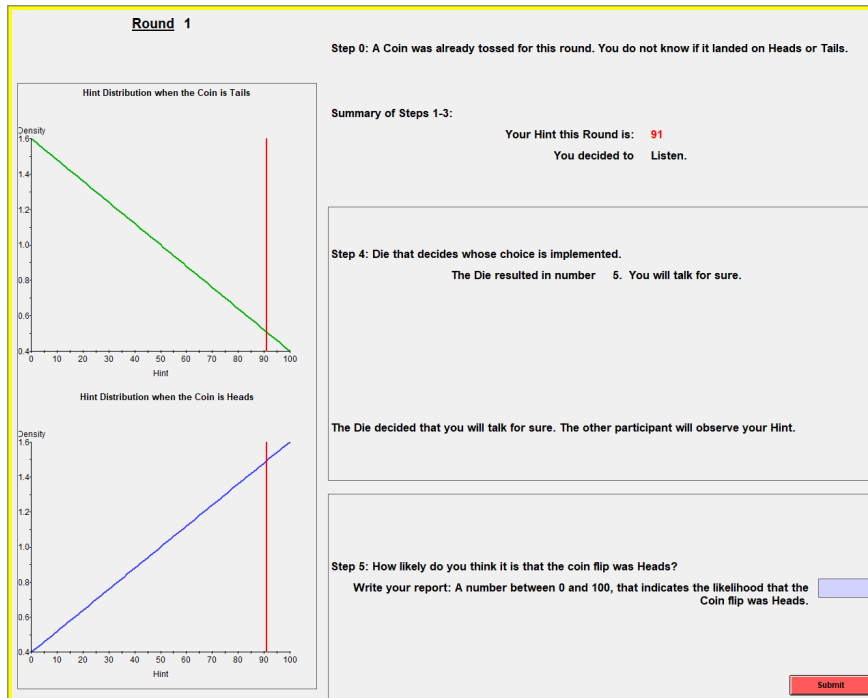 Round 1
Step 0: A Coin was already tossed for this round. You do not know if it landed on Heads or Tails.
Hint Distribution when the Coin is Tails
Density
1.6
1.4
1.2
1.0
0.8
0.6
0.4
0 10 20 30 40 50 60 70 80 90 100
Hint
Hint Distribution when the Coin is Heads
Density
1.6
1.4
1.2
1.0
0.8
0.6
0.4
0 10 20 30 40 50 60 70 80 90 100
Hint
Summary of Steps 1-3:
Your Hint this Round is: 91
You decided to Listen.
Step 4: Die that decides whose choice is implemented.
The Die resulted in number 5. You will talk for sure.
The Die decided that you will talk for sure. The other participant will observe your Hint.
Step 5: How likely do you think it is that the coin flip was Heads?
Write your report: A number between 0 and 100, that indicates the likelihood that the
Coin flip was Heads.
Submit